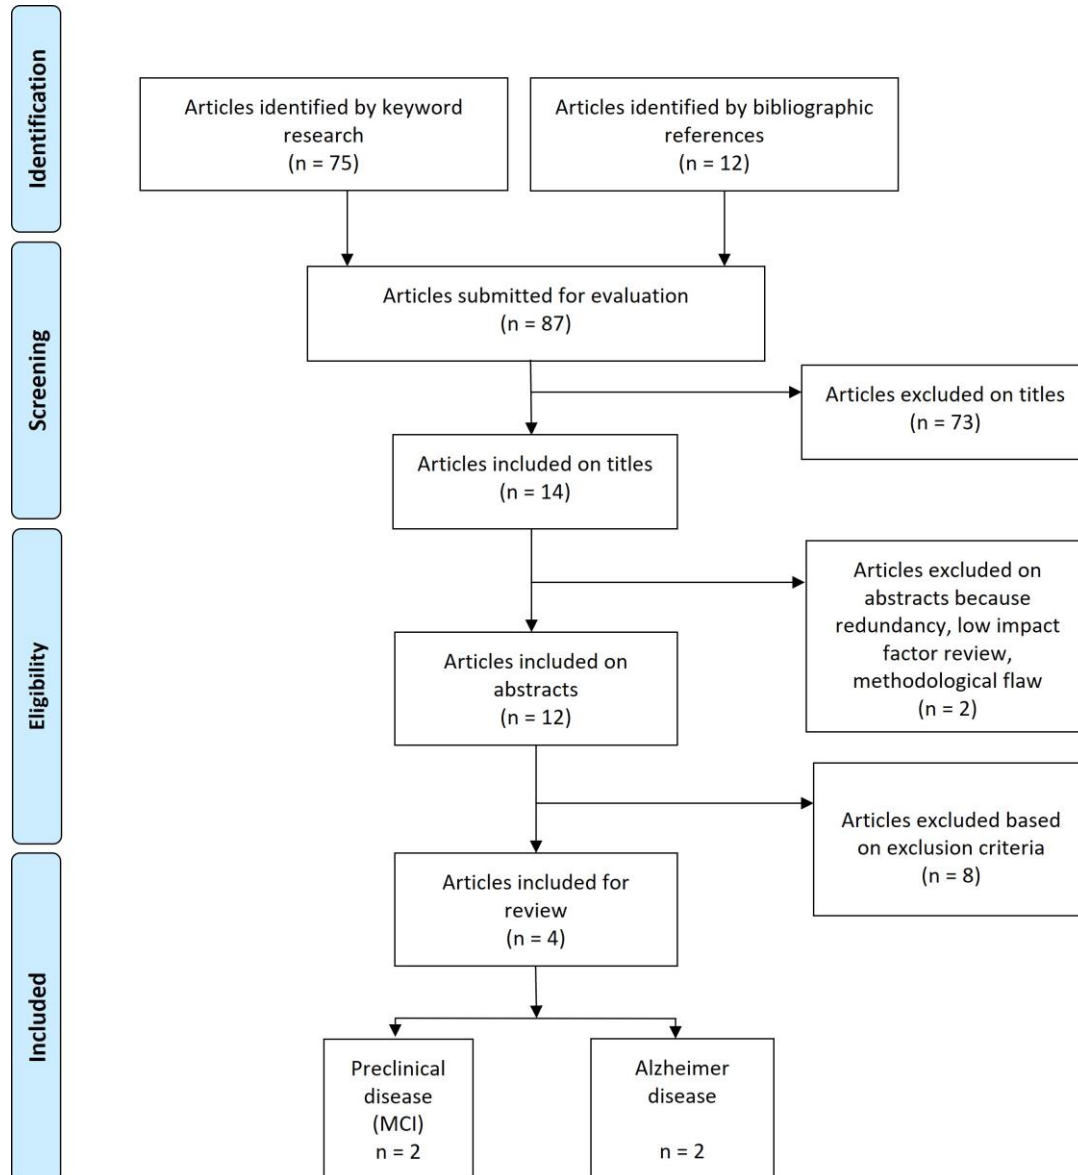 Identification
Articles identified by keyword
research
(n = 75)
Articles identified by bibliographic
references
(n = 12)
Screening
Articles submitted for evaluation
(n = 87)
Articles excluded on titles
(n = 73)
Articles included on titles
(n = 14)
Eligibility
Articles excluded on
abstracts because
redundancy, low impact
factor review,
methodological flaw
(n = 2)
Articles included on
abstracts
(n = 12)
Articles excluded based
on exclusion criteria
(n = 8)
Included
Articles included for
review
(n = 4)
Preclinical
disease
(MCI)
n = 2
Alzheimer
disease
n = 2